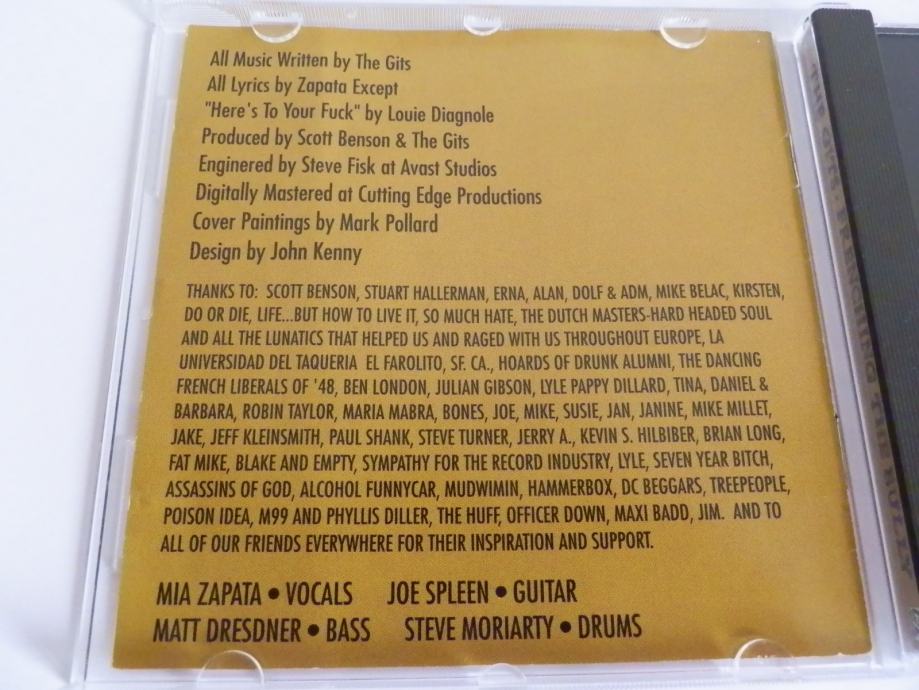 All Music Written by The Gits
All Lyrics by Zapata Except
"Here's To Your Fuck" by Louie Diagnole
Produced by Scott Benson & The Gits
Enginered by Steve Fisk at Avast Studios
Digitally Mastered at Cutting Edge Productions
Cover Paintings by Mark Pollard
Design by John Kenny
THANKS TO: SCOTT BENSON, STUART HALLERMAN, ERNA, ALAN, DOLF & ADM, MIKE BELAC, KIRSTEN,
DO OR DIE, LIFE...BUT HOW TO LIVE IT, SO MUCH HATE, THE DUTCH MASTERS-HARD HEADED SOUL
AND ALL THE LUNATICS THAT HELPED US AND RAGED WITH US THROUGHOUT EUROPE, LA
UNIVERSIDAD DEL TAQUERIA EL FAROLITO, SF. CA., HOARDS OF DRUNK ALUMNI, THE DANCING
FRENCH LIBERALS OF '48, BEN LONDON, JULIAN GIBSON, LYLE PAPPY DILLARD, TINA, DANIEL &
BARBARA, ROBIN TAYLOR, MARIA MABRA, BONES, JOE, MIKE, SUSIE, JAN, JANINE, MIKE MILLET,
JAKE, JEFF KLEINSMITH, PAUL SHANK, STEVE TURNER, JERRY A., KEVIN S. HILBIBER, BRIAN LONG,
FAT MIKE, BLAKE AND EMPTY, SYMPATHY FOR THE RECORD INDUSTRY, LYLE, SEVEN YEAR BITCH,
ASSASSINS OF GOD, ALCOHOL FUNNYCAR, MUDWIMIN, HAMMERBOX, DC BEGGARS, TREEPEOPLE,
POISON IDEA, M99 AND PHYLLIS DILLER, THE HUFF, OFFICER DOWN, MAXI BADD, JIM. AND TO
ALL OF OUR FRIENDS EVERYWHERE FOR THEIR INSPIRATION AND SUPPORT.
MIA ZAPATA • VOCALS JOE SPLEEN • GUITAR
MATT DRESDNER • BASS STEVE MORIARTY • DRUMS
THE GITS